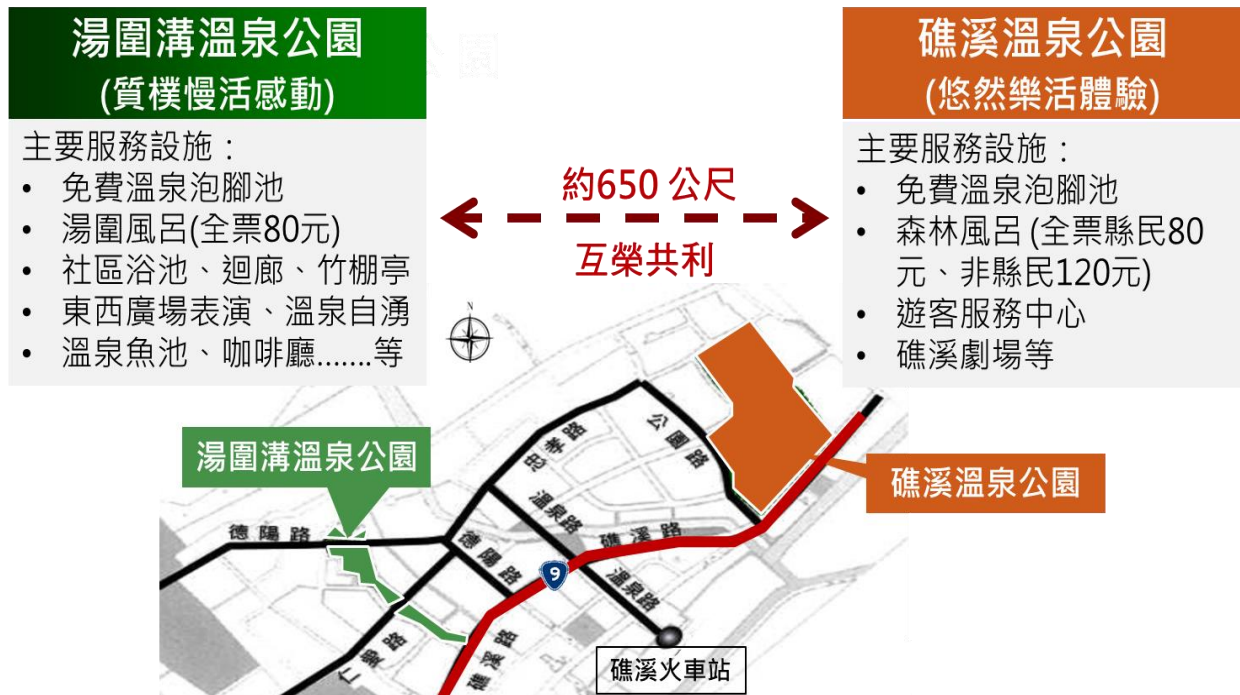 湯圍溝溫泉公園
(質樸慢活感動)
主要服務設施：
• 免費溫泉泡腳池
• 湯圍風呂(全票80元)
• 社區浴池、迴廊、竹棚亭
• 東西廣場表演、溫泉自湧
• 溫泉魚池、咖啡廳.......等
約650 公尺
互榮共利
礁溪溫泉公園
(悠然樂活體驗)
主要服務設施：
• 免費溫泉泡腳池
• 森林風呂 (全票縣民80
元、非縣民120元)
• 遊客服務中心
• 礁溪劇場等
N
湯圍溝溫泉公園
礁溪溫泉公園
忠孝路
公園路
溫泉路
德陽路
德陽路
礁溪路
9
溫泉路
仁愛路
礁溪路
礁溪火車站